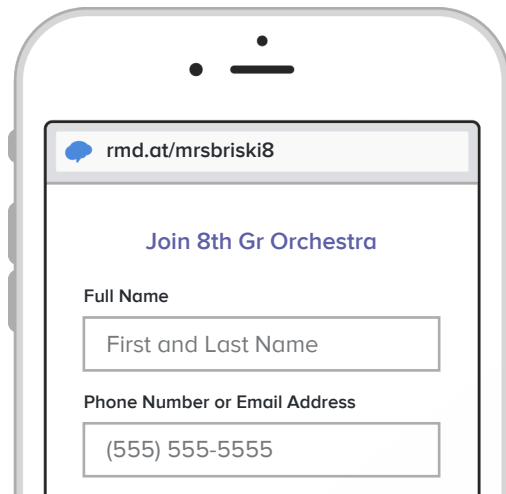 rmd.at/mrsbriski8
Join 8th Gr Orchestra
Full Name
First and Last Name
Phone Number or Email Address
(555) 555-5555